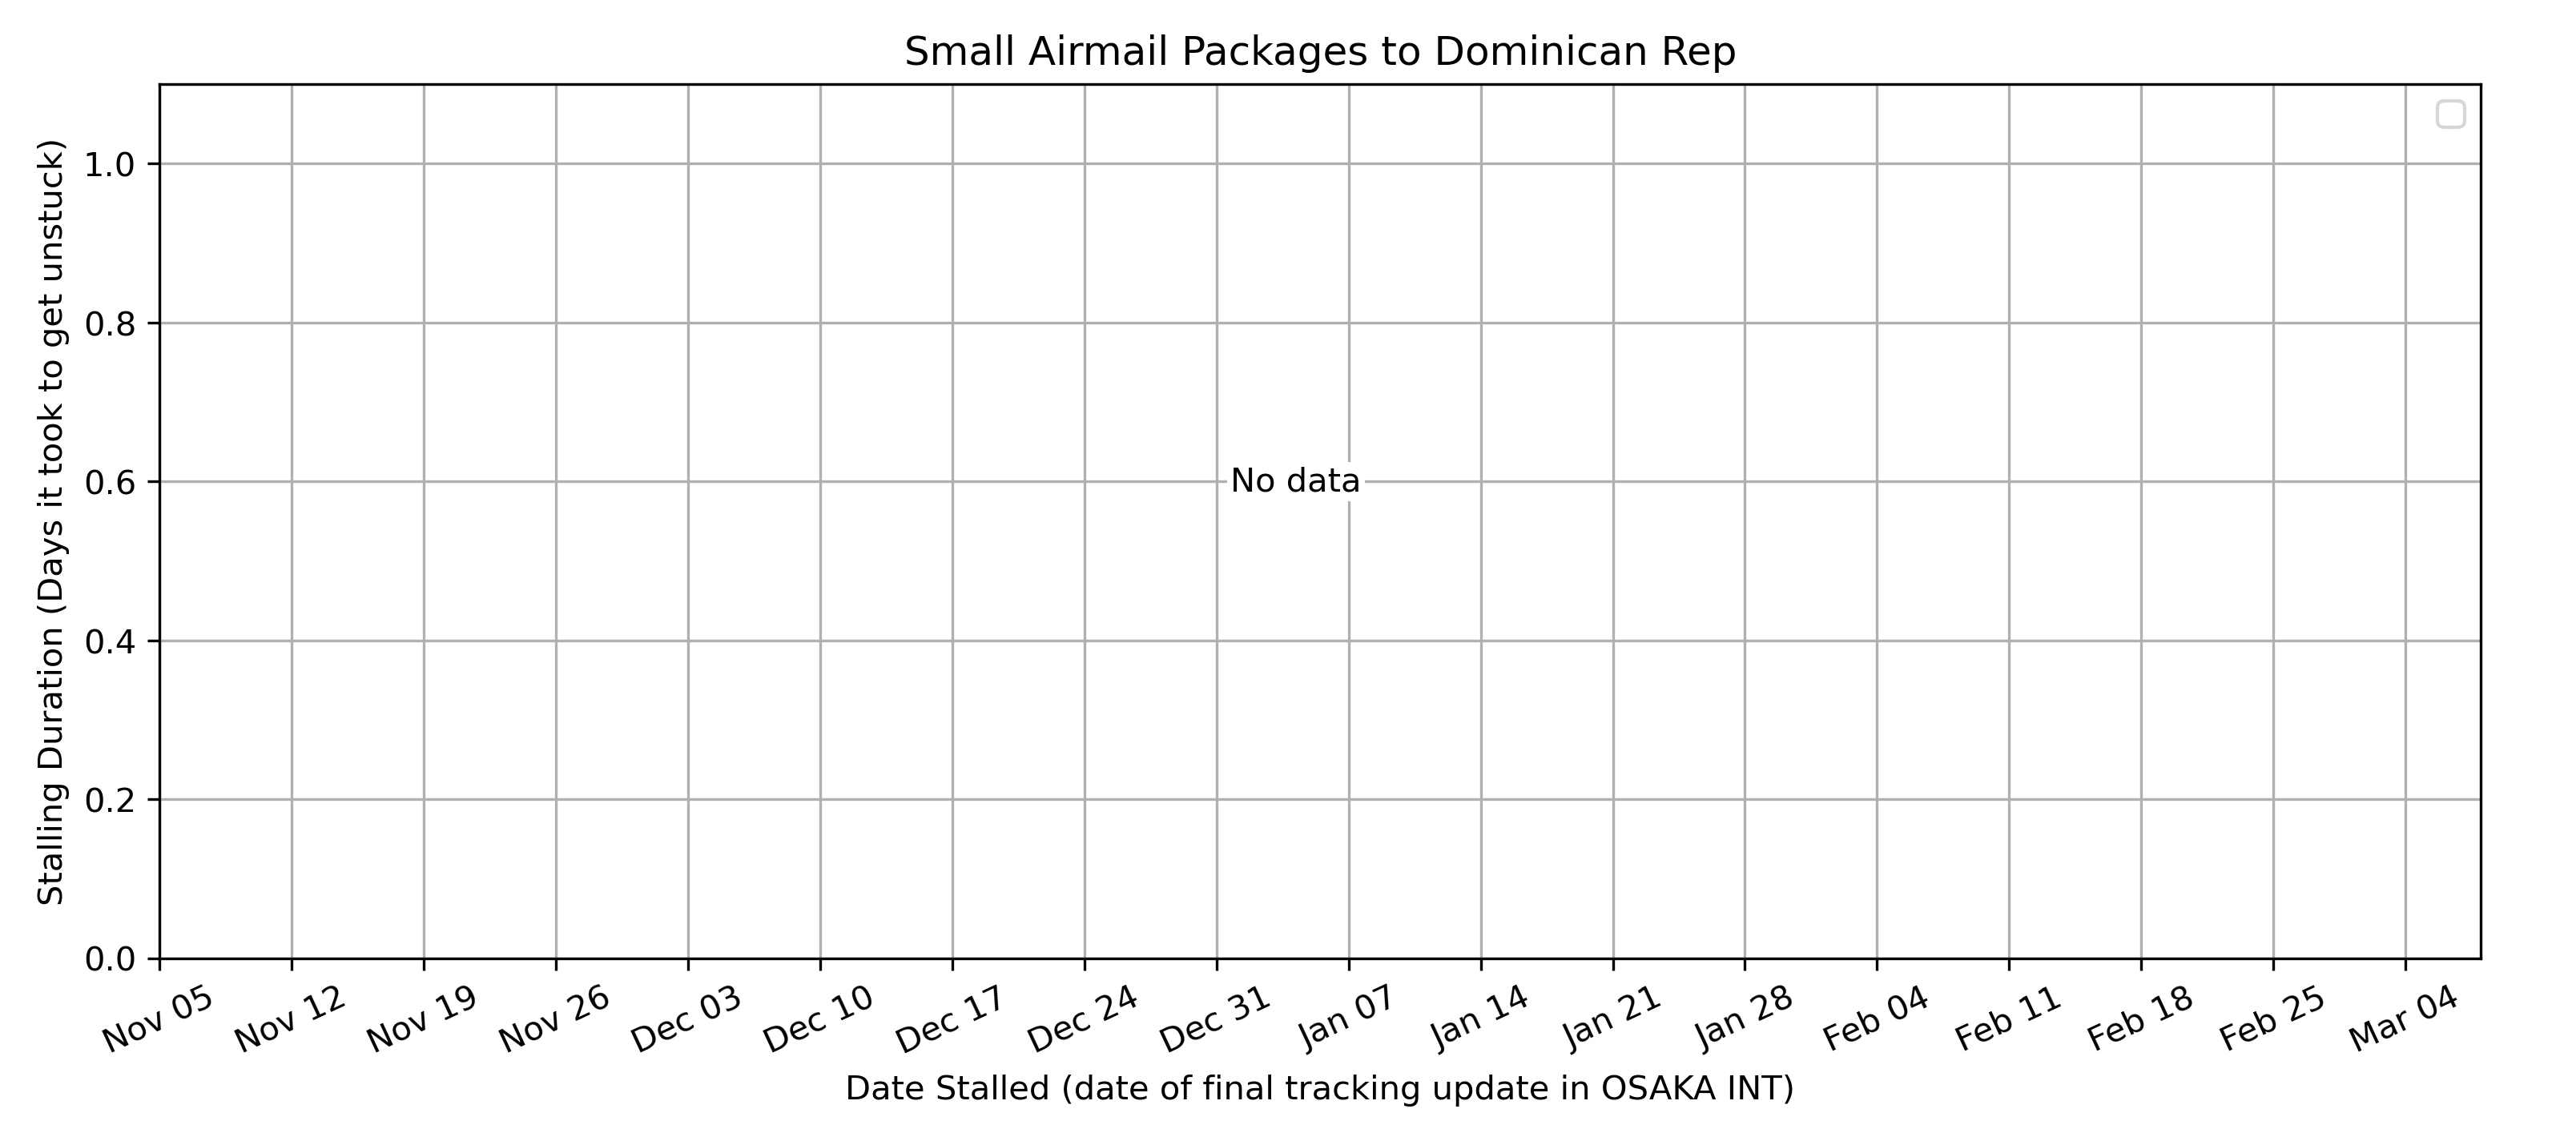 Small Airmail Packages to Dominican Rep
Stalling Duration (Days it took to get unstuck)
1.0
0.8
0.6
0.4
0.2
0.0
No data
Nov 05 Nov 12 Nov 19 Nov 26 Dec 03 Dec 10 Dec 17 Dec 24 Dec 31 Jan 07 Jan 14 Jan 21 Jan 28 Feb 04 Feb 11 Feb 18 Feb 25 Mar 04
Date Stalled (date of final tracking update in OSAKA INT)